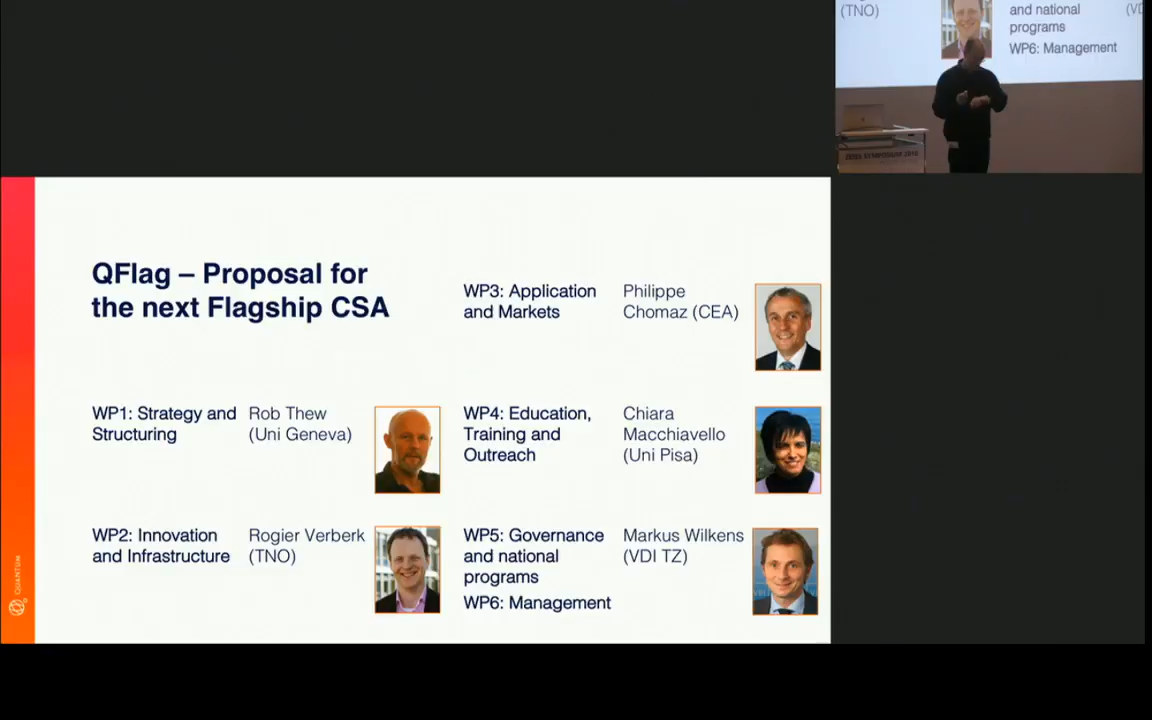 (TNO)
and national
programs
WP6: Management
QFlag – Proposal for
the next Flagship CSA
WP3: Application
and Markets
Philippe
Chomaz (CEA)
WP1: Strategy and
Structuring
Rob Thew
(Uni Geneva)
WP4: Education,
Training and
Outreach
Chiara
Macchiavello
(Uni Pisa)
WP2: Innovation
and Infrastructure
Rogier Verberk
(TNO)
WP5: Governance
and national
programs
WP6: Management
Markus Wilkens
(VDI TZ)
QUANTUM